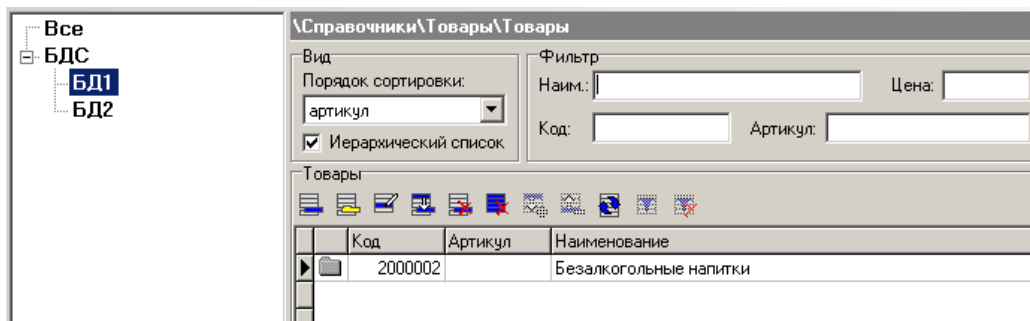 Все
БДС
БД1
БД2
\Справочники\Товары\Товары
Вид
Порядок сортировки:
артикул
Иерархический список
Фильтр
Наим.:
Цена:
Код:
Артикул:
Товары
Код Артикул Наименование
2000002 Безалкогольные напитки